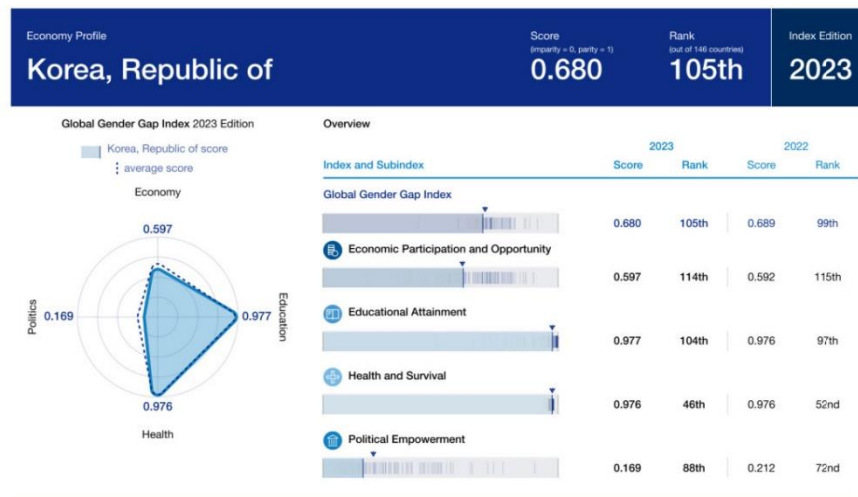 Economy Profile
Korea, Republic of
Score
(imparity = 0, parity = 1)
0.680
Rank
(out of 146 countries)
105th
Index Edition
2023
Global Gender Gap Index 2023 Edition
Korea, Republic of score
average score
Economy
0.597
Politics
0.169
0.977
Education
0.976
Health
Overview
2023 2022
Index and Subindex Score Rank Score Rank
Global Gender Gap Index
0.680 105th 0.689 99th
Economic Participation and Opportunity
0.597 114th 0.592 115th
Educational Attainment
0.977 104th 0.976 97th
Health and Survival
0.976 46th 0.976 52nd
Political Empowerment
0.169 88th 0.212 72nd